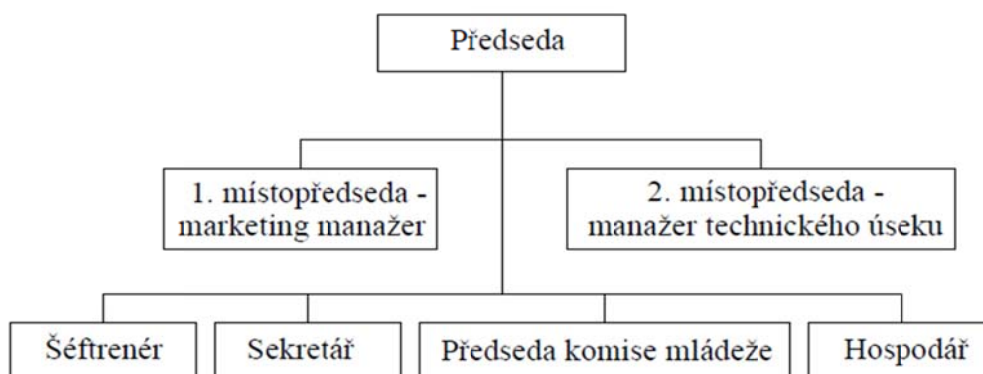 Předseda
1. místopředseda -
marketing manažer
2. místopředseda -
manažer technického úseku
Šéftrenér
Sekretář
Předseda komise mládeže
Hospodář